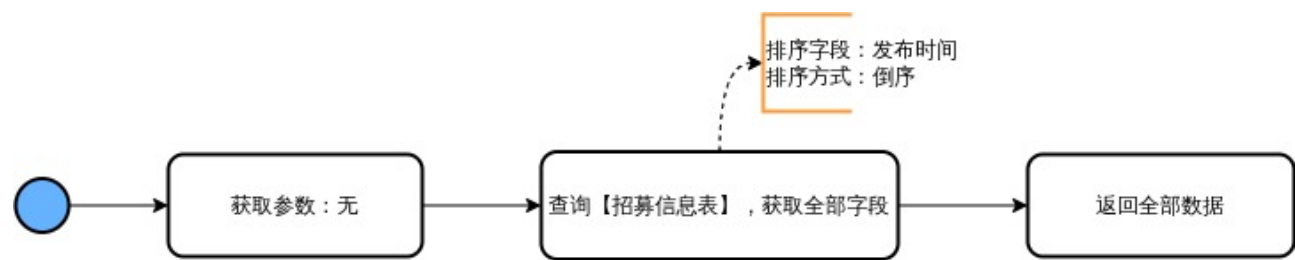 排序字段：发布时间
排序方式：倒序
获取参数：无
查询【招募信息表】，获取全部字段
返回全部数据